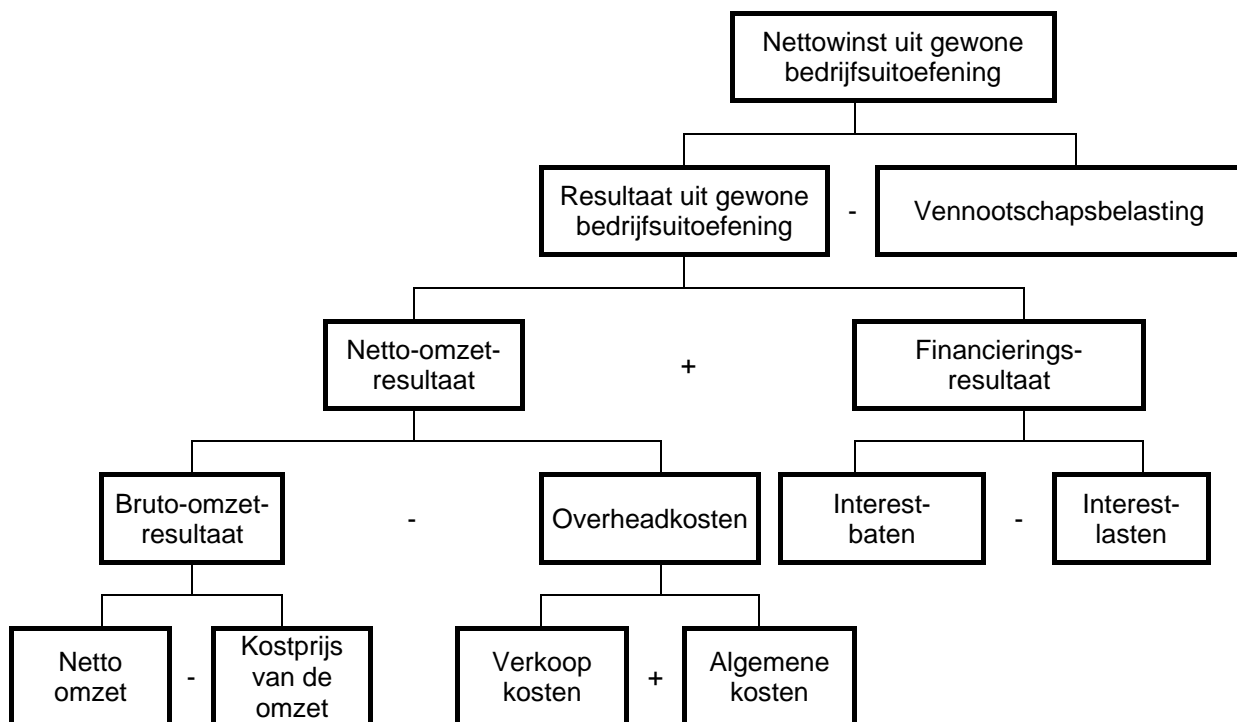 Nettowinst uit gewone
bedrijfsuitoefening
Resultaat uit gewone
bedrijfsuitoefening
-
Vennootschapsbelasting
Netto-omzet-
resultaat
+
Financierings-
resultaat
Bruto-omzet-
resultaat
-
Overheadkosten
Interest-
baten
-
Interest-
lasten
Netto
omzet
-
Kostprijs
van de
omzet
Verkoop
kosten
+
Algemene
kosten